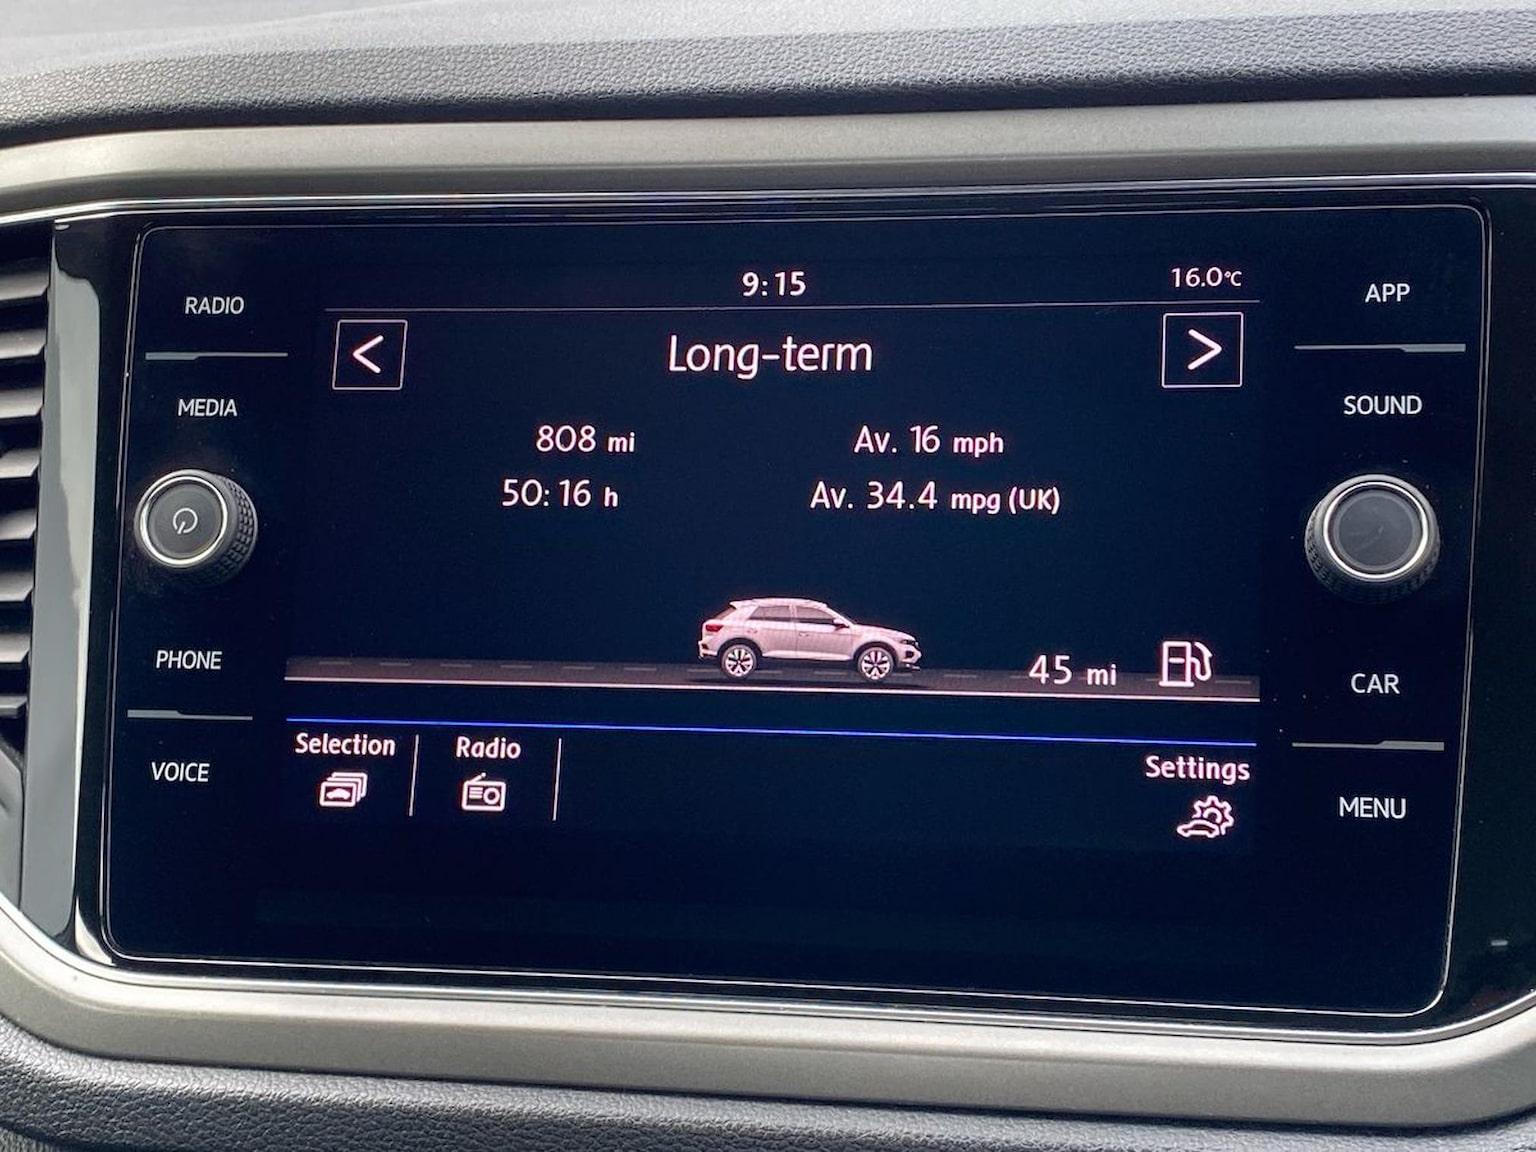 RADIO
MEDIA
PHONE
VOICE
9:15
16.0°C
<
Long-term
>
808 mi
Av. 16 mph
50:16 h
Av. 34.4 mpg (UK)
45 mi
Selection
Radio
Settings
APP
SOUND
CAR
MENU